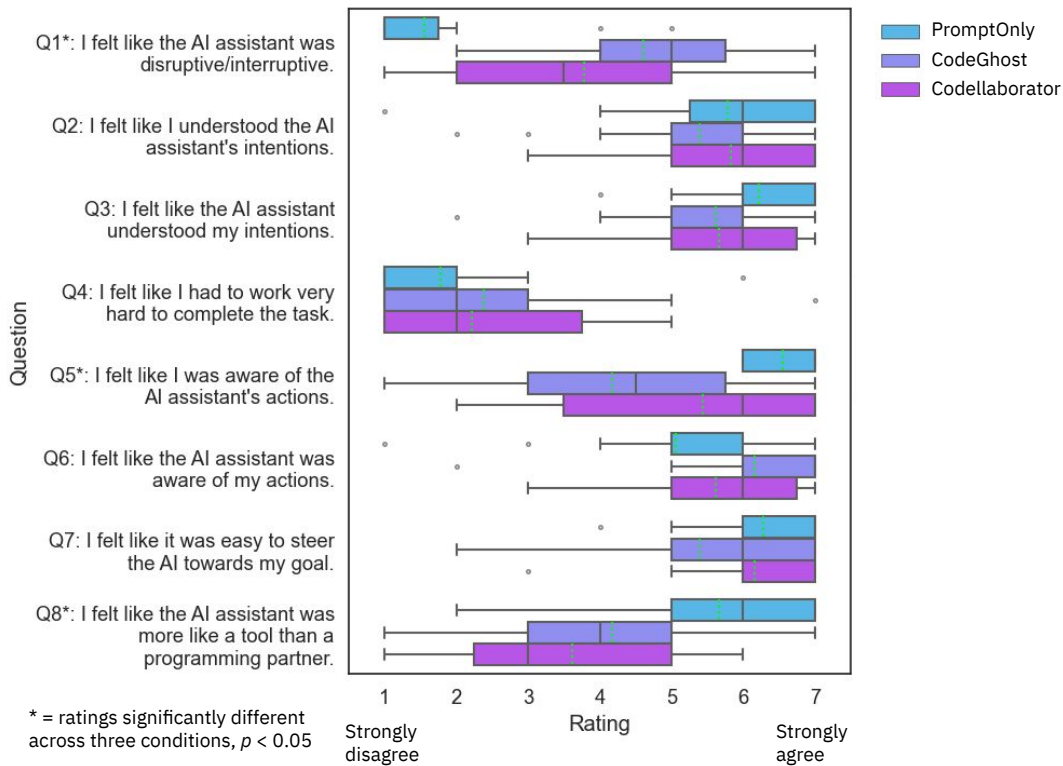 PromptOnly
CodeGhost
Codellaborator
Question
Q1*: I felt like the AI assistant was
disruptive/interruptive.
Q2: I felt like I understood the AI
assistant's intentions.
Q3: I felt like the AI assistant
understood my intentions.
Q4: I felt like I had to work very
hard to complete the task.
Q5*: I felt like I was aware of the
AI assistant's actions.
Q6: I felt like the AI assistant was
aware of my actions.
Q7: I felt like it was easy to steer
the AI towards my goal.
Q8*: I felt like the AI assistant was
more like a tool than a
programming partner.
1 2 3 4 5 6 7
Rating
Strongly
disagree
Strongly
agree
* = ratings significantly different
across three conditions, p < 0.05